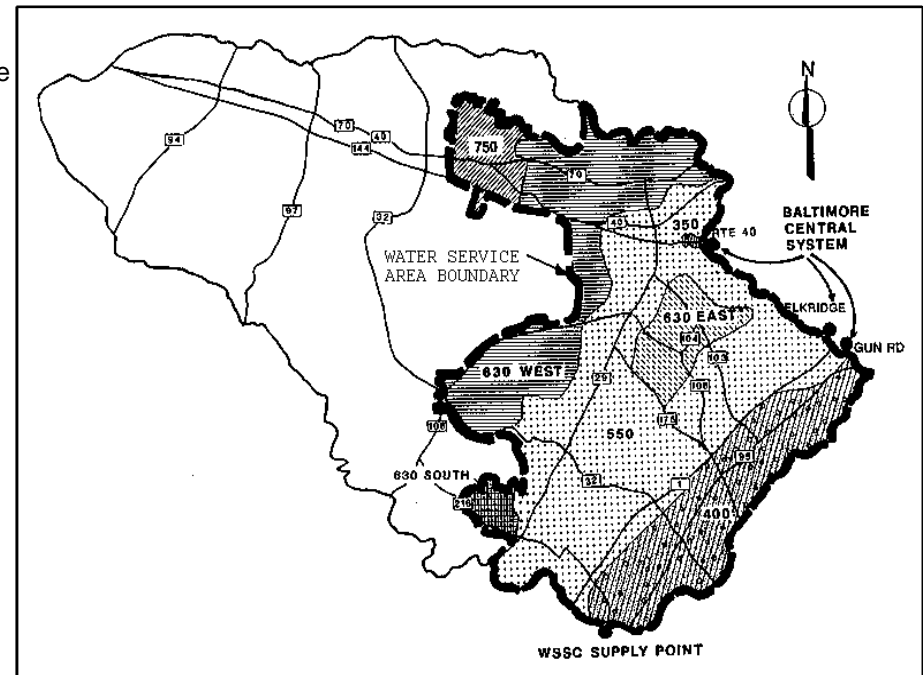 e
N
94
70
40
144
750
70
97
32
40
350
RTE 40
BALTIMORE
CENTRAL
SYSTEM
WATER SERVICE
AREA BOUNDARY
630 EAST
ELKRIDGE
104
GUN RD
103
630 WEST
29
108
108
175
550
95
630 SOUTH
32
1
216
400
WSSC SUPPLY POINT